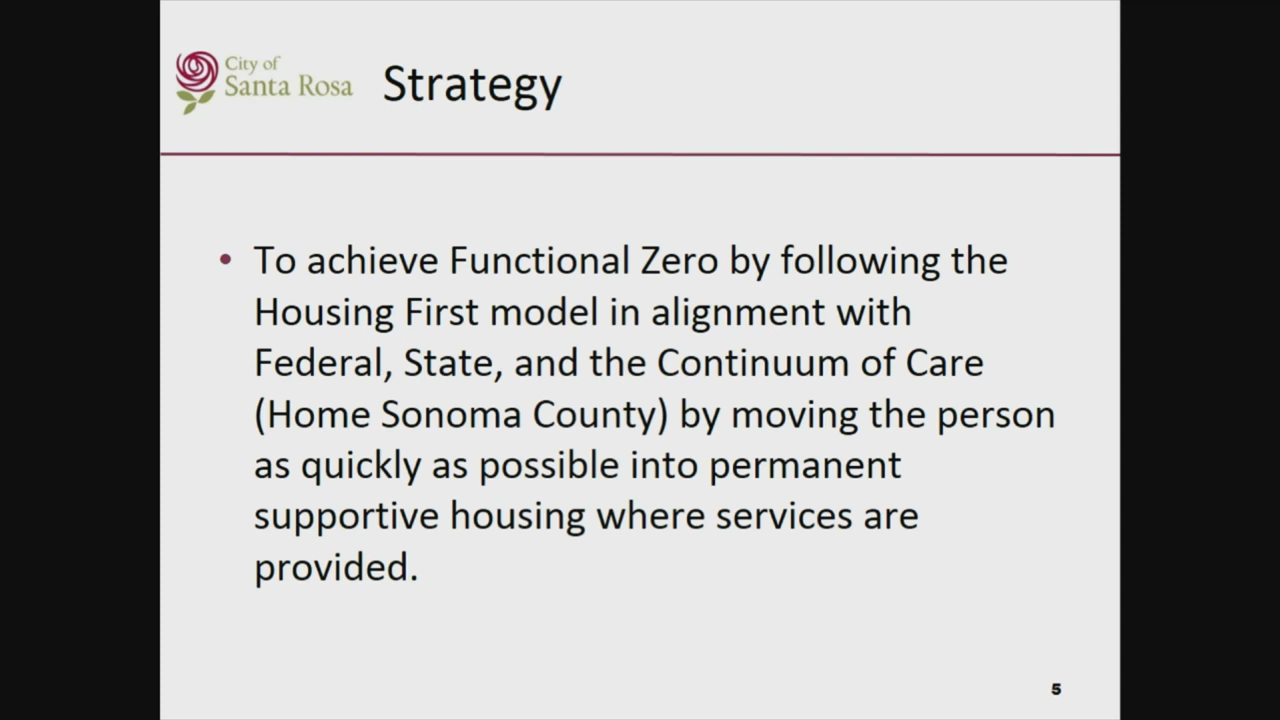 City of
Santa Rosa
Strategy
• To achieve Functional Zero by following the
Housing First model in alignment with
Federal, State, and the Continuum of Care
(Home Sonoma County) by moving the person
as quickly as possible into permanent
supportive housing where services are
provided.
5